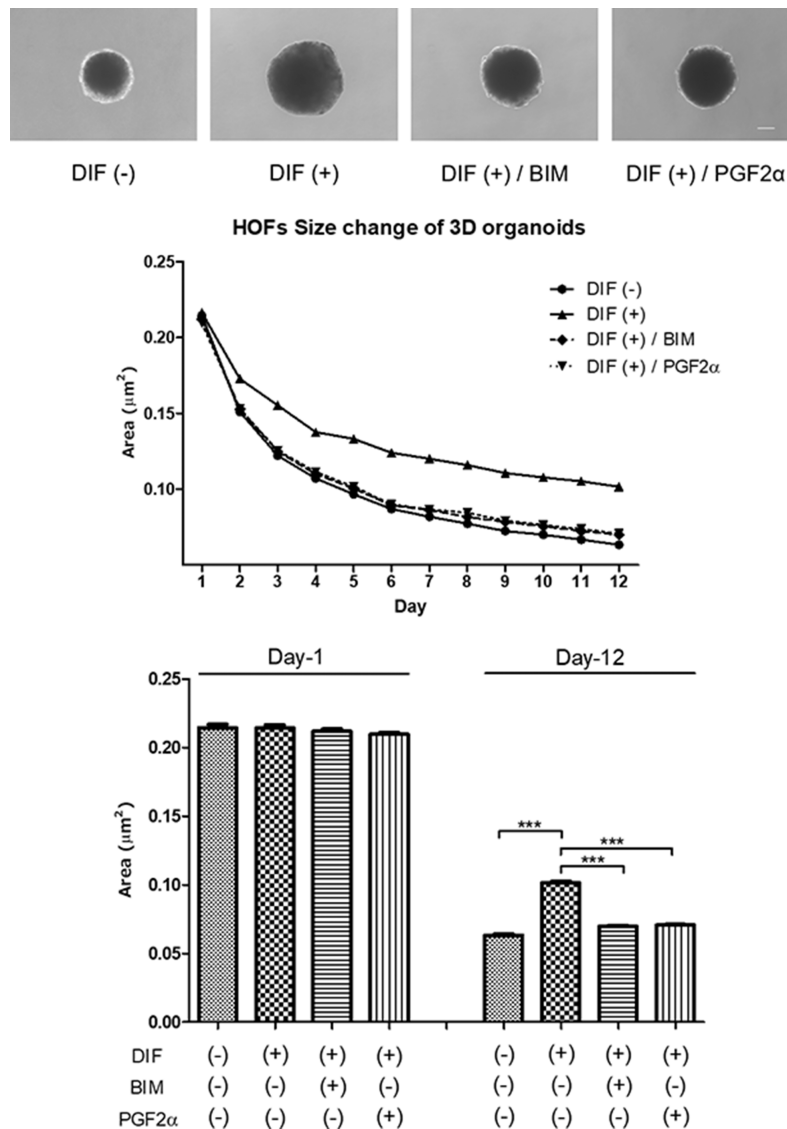 DIF (-) DIF (+) DIF (+) / BIM DIF (+) / PGF2α
HOFs Size change of 3D organoids
0.25
0.20
0.15
0.10
Area (μm²)
DIF (-)
DIF (+)
DIF (+) / BIM
DIF (+) / PGF2α
1 2 3 4 5 6 7 8 9 10 11 12
Day
Day-1 Day-12
0.25
0.20
0.15
0.10
0.05
0.00
Area (μm²)
***
***
***
DIF (-) (+) (+) (+) (-) (+) (+) (+)
BIM (-) (-) (+) (-) (-) (-) (+) (-)
PGF2α (-) (-) (-) (+) (-) (-) (-) (+)